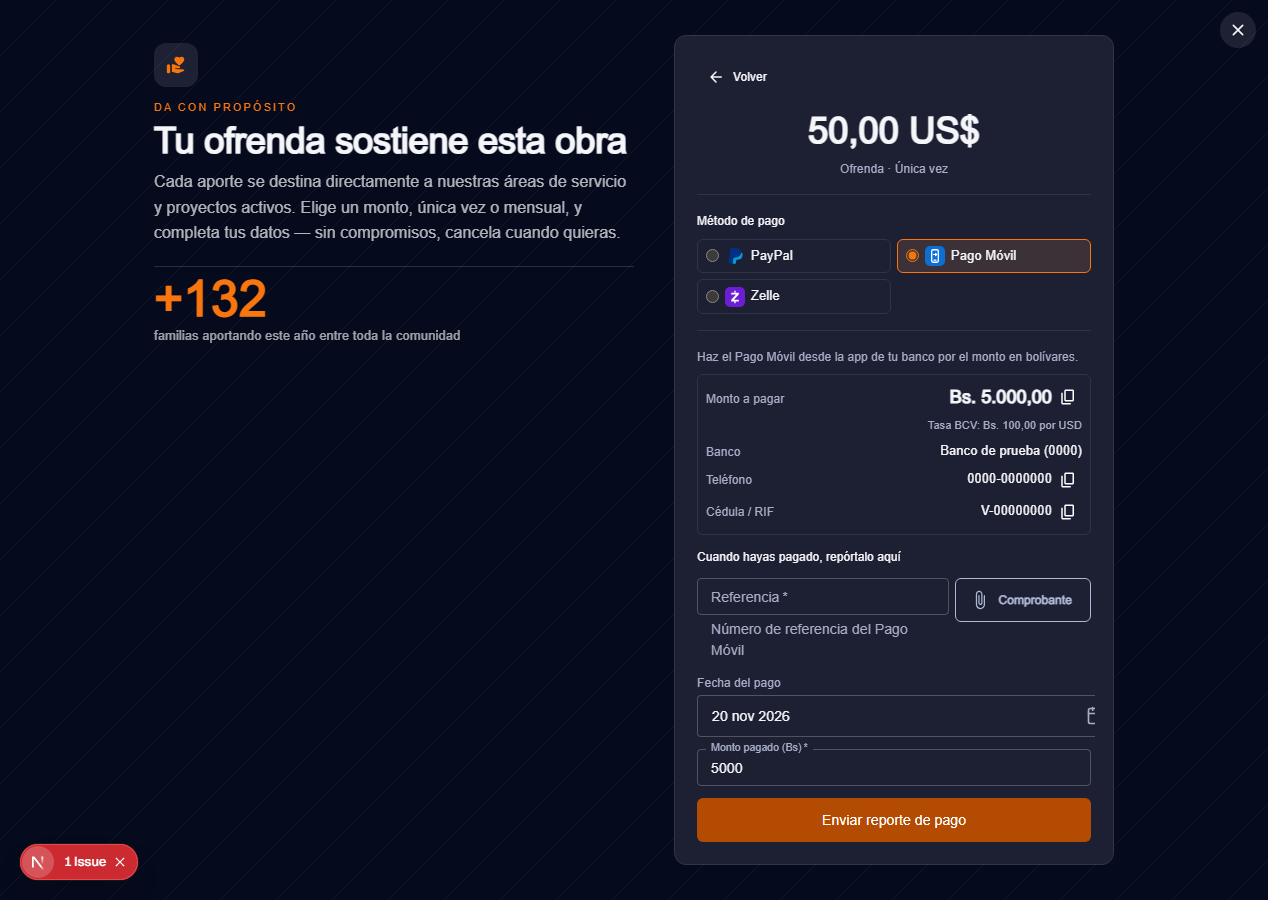 DA CON PROPÓSITO
Tu ofrenda sostiene esta obra
Cada aporte se destina directamente a nuestras áreas de servicio
y proyectos activos. Elige un monto, única vez o mensual, y
completa tus datos — sin compromisos, cancela cuando quieras.
+132
familias aportando este año entre toda la comunidad
Volver
50,00 US$
Ofrenda · Única vez
Método de pago
PayPal
Pago Móvil
Zelle
Haz el Pago Móvil desde la app de tu banco por el monto en bolívares.
Monto a pagar
Bs. 5.000,00
Tasa BCV: Bs. 100,00 por USD
Banco
Banco de prueba (0000)
Teléfono
0000-0000000
Cédula / RIF
V-00000000
Cuando hayas pagado, repórtalo aquí
Referencia *
Comprobante
Número de referencia del Pago
Móvil
Fecha del pago
20 nov 2026
Monto pagado (Bs) *
5000
Enviar reporte de pago
N
1 Issue